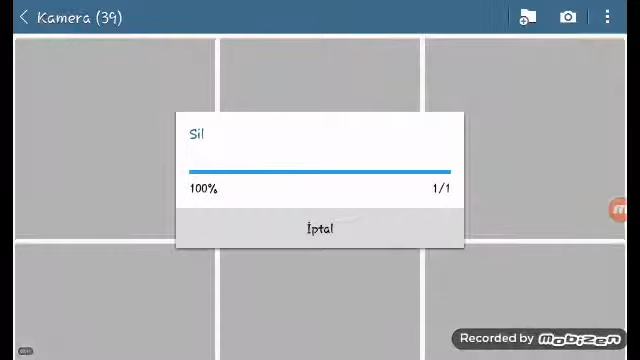 Kamera (39)
Sil
100%
1/1
İptal
Recorded by mobizen